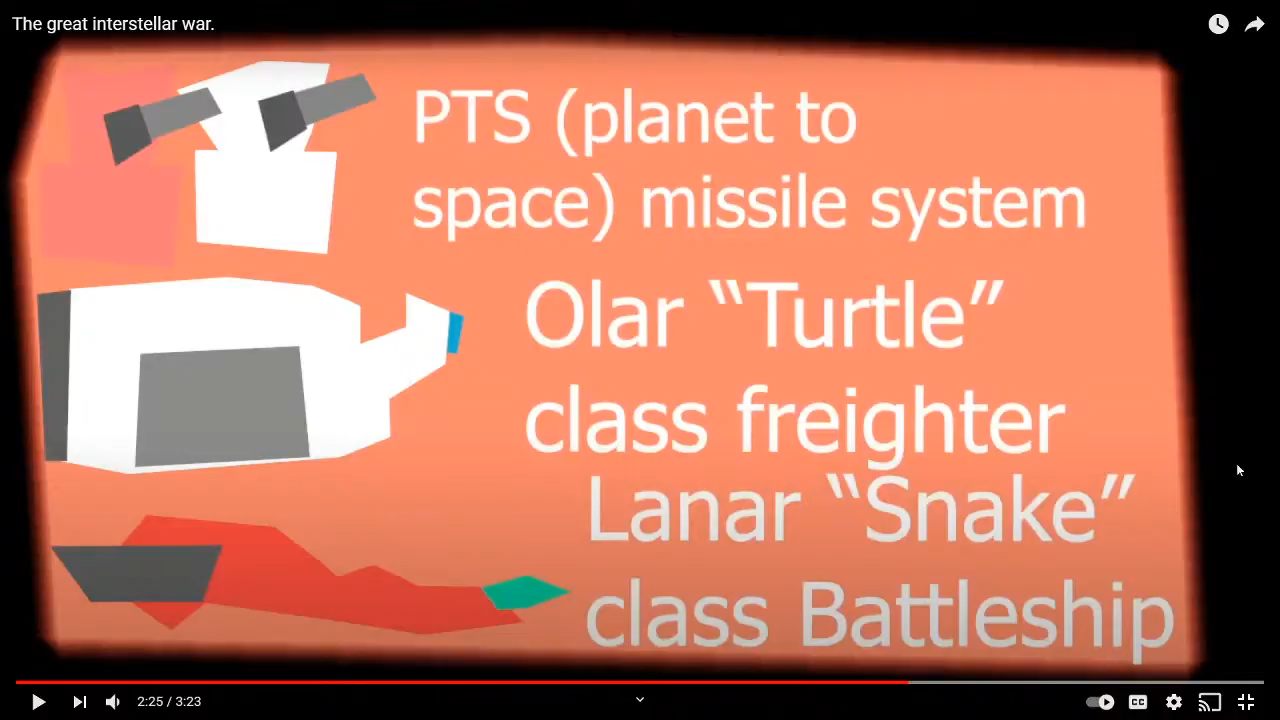 The great interstellar war.
PTS (planet to
space) missile system
Olar “Turtle”
class freighter
Lanar “Snake”
class Battleship
2:25 / 3:23
CC